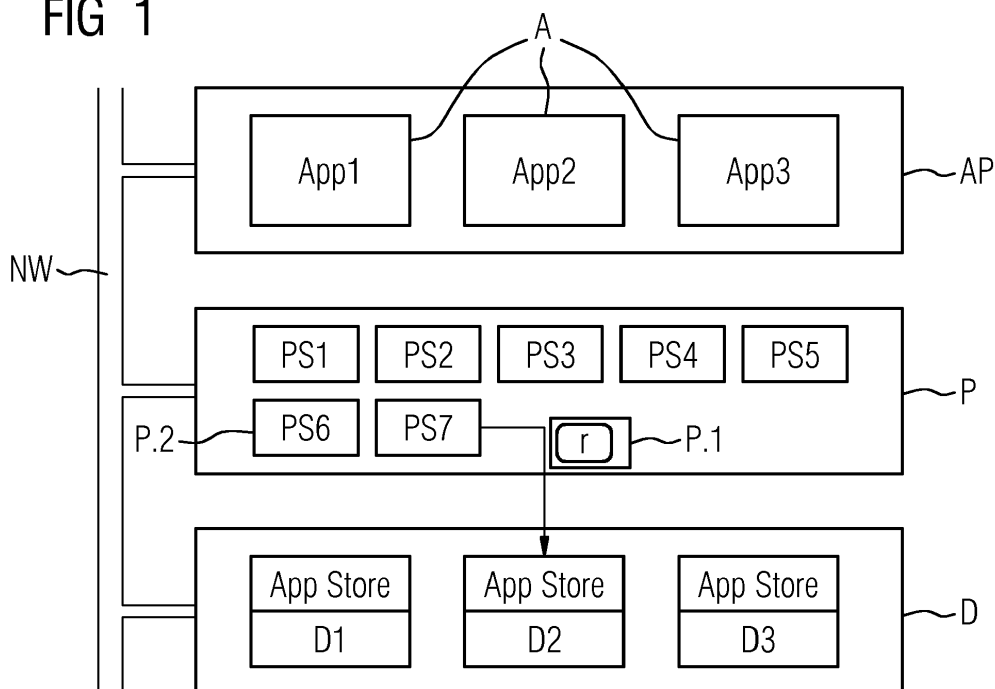 FIG 1
A
App1 App2 App3
AP
NW
PS1 PS2 PS3 PS4 PS5
P
P.2
PS6 PS7
r
P.1
App Store App Store App Store
D
D1 D2 D3